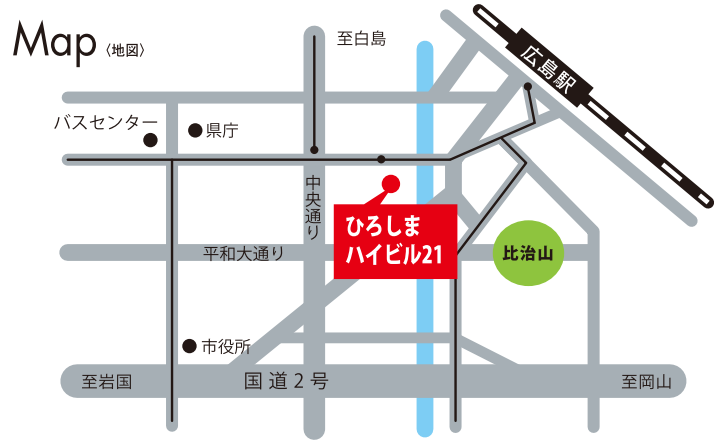 Map〈地図〉
至白島
広島駅
バスセンター
県庁
中央通り
ひろしま
ハイビル21
平和大通り
比治山
市役所
至岩国
国道2号
至岡山